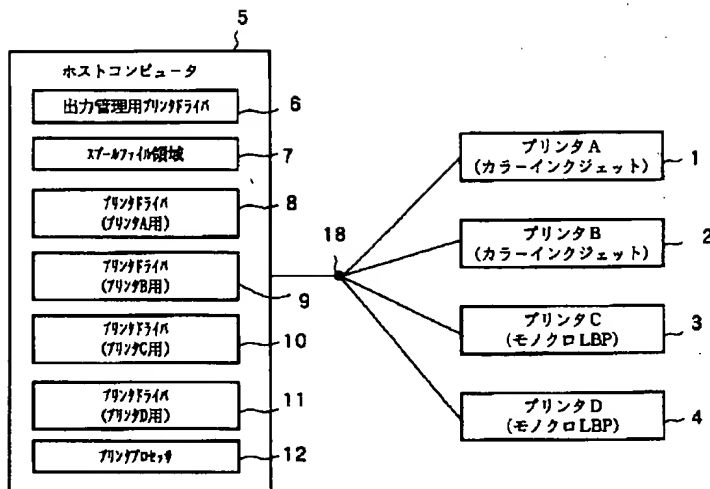 5
ホストコンピュータ
出力管理用プリンタドライバ
6
スプールファイル領域
7
プリンタドライバ
(プリンタA用)
8
プリンタドライバ
(プリンタB用)
9
プリンタドライバ
(プリンタC用)
10
プリンタドライバ
(プリンタD用)
11
プリントプロセッサ
12
18
プリンタA
(カラーインクジェット)
1
プリンタB
(カラーインクジェット)
2
プリンタC
(モノクロLBP)
3
プリンタD
(モノクロLBP)
4